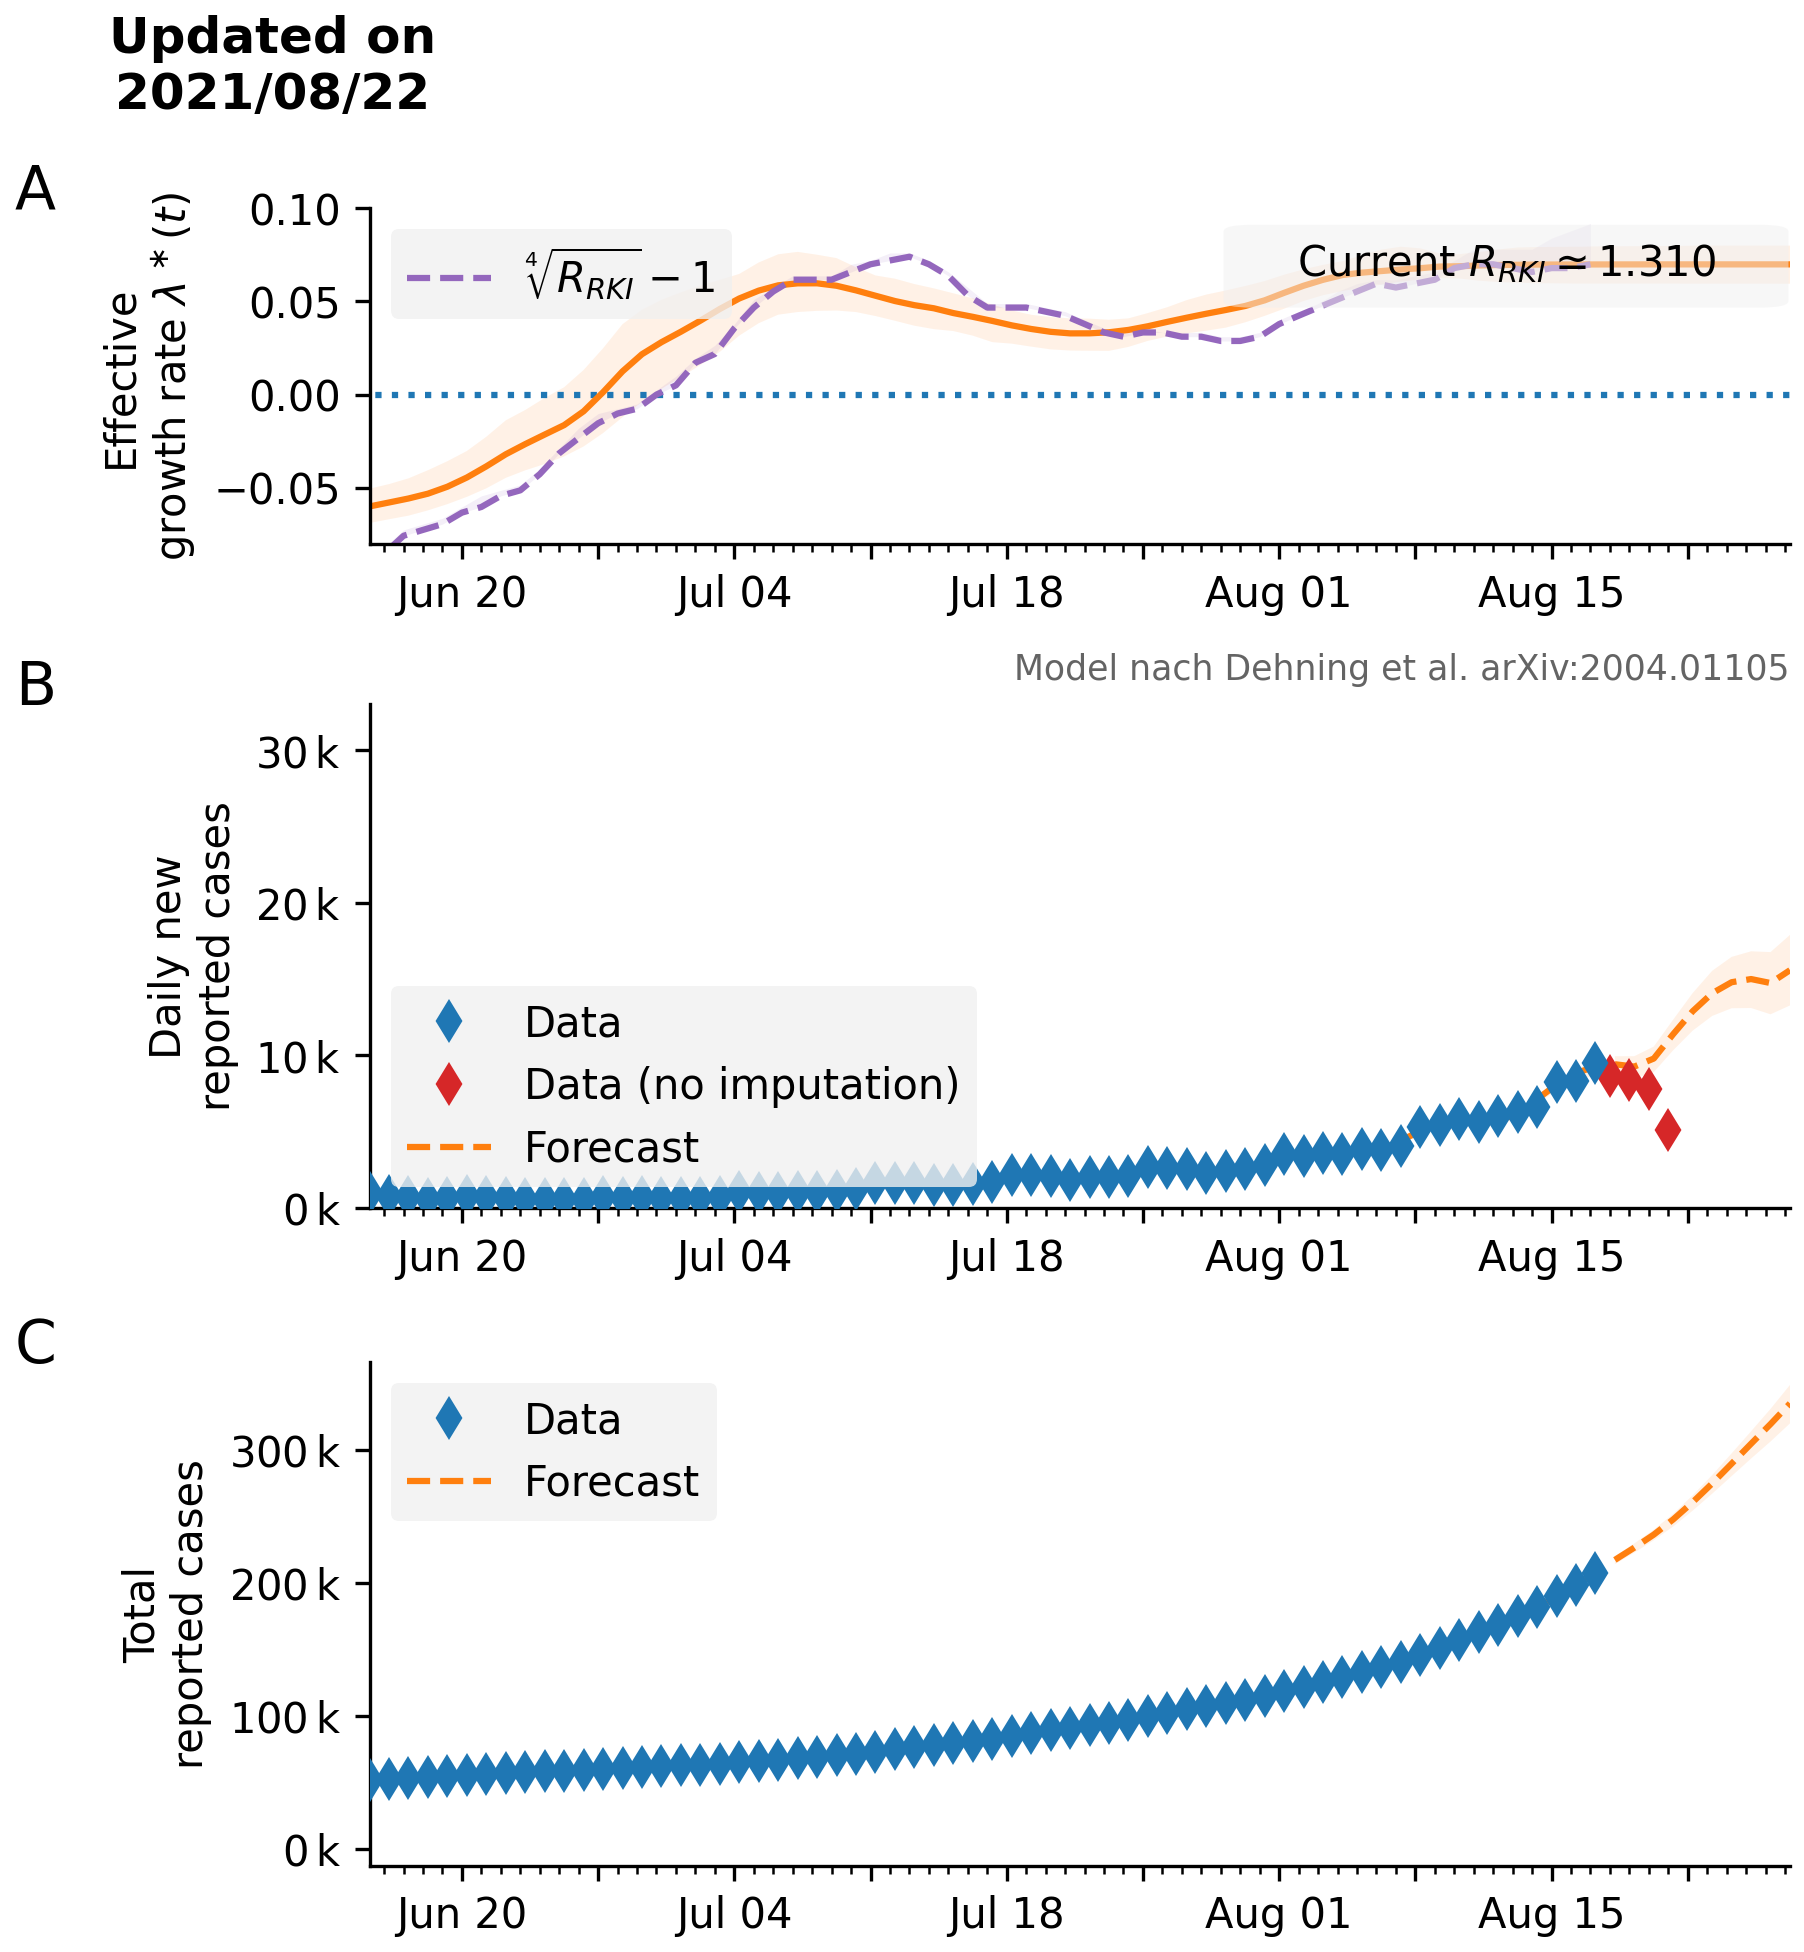 Updated on
2021/08/22
A
Effective
growth rate λ * (t)
0.10
0.05
0.00
−0.05
∜R_RKI − 1
Current R_RKI ≃ 1.310
Jun 20
Jul 04
Jul 18
Aug 01
Aug 15
Model nach Dehning et al. arXiv:2004.01105
B
Daily new
reported cases
30 k
20 k
10 k
0 k
Data
Data (no imputation)
Forecast
Jun 20
Jul 04
Jul 18
Aug 01
Aug 15
C
Total
reported cases
300 k
200 k
100 k
0 k
Data
Forecast
Jun 20
Jul 04
Jul 18
Aug 01
Aug 15